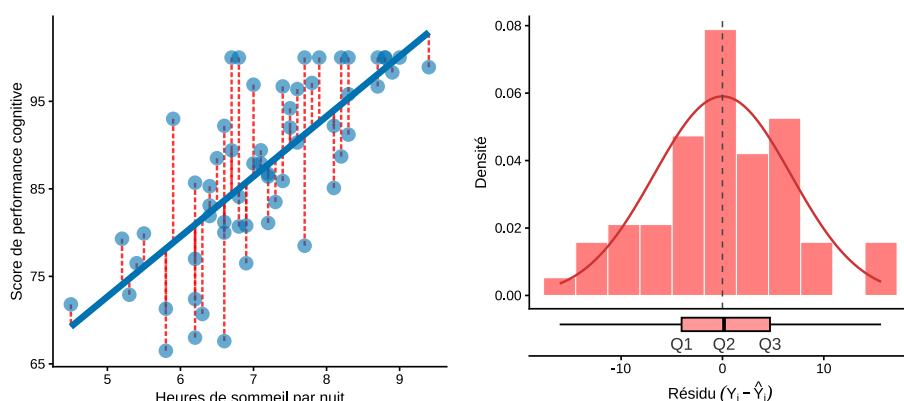 Score de performance cognitive
95
85
75
65
5
6
7
8
9
Heures de sommeil par nuit
Densité
0.08
0.06
0.04
0.02
0.00
Q1
Q2
Q3
-10
0
10
Résidu (Yᵢ − Ŷᵢ)